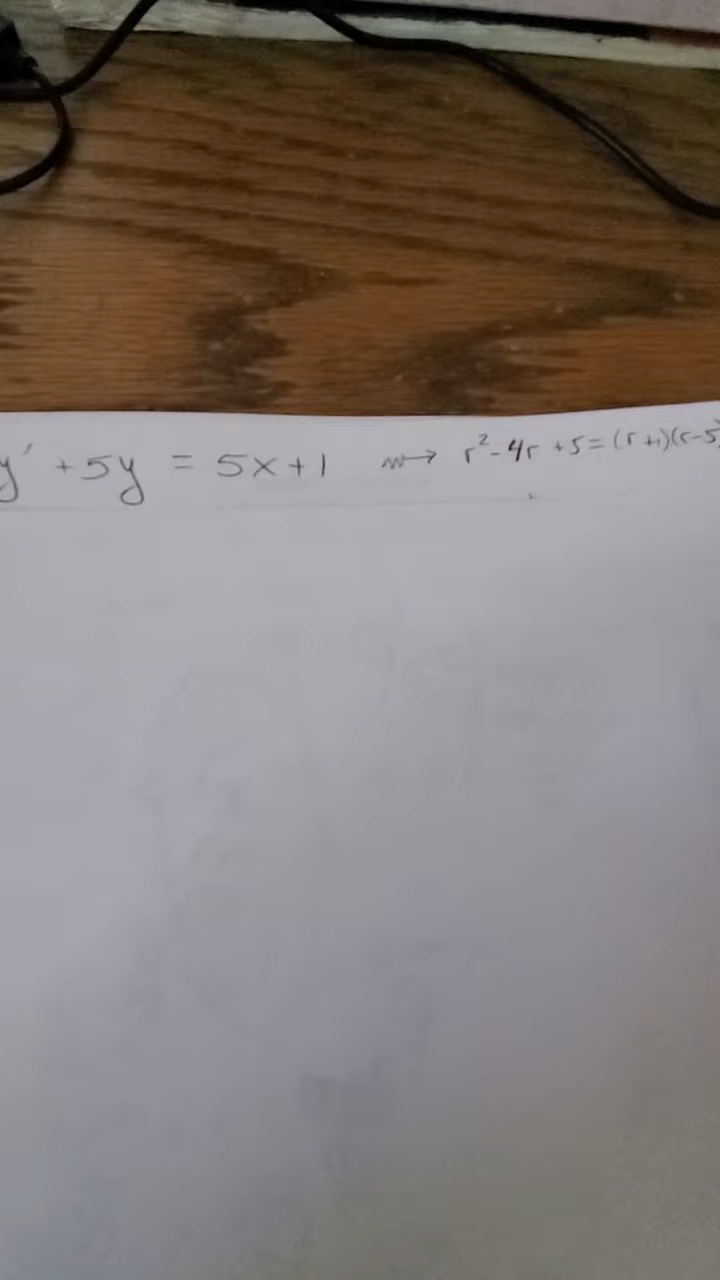 y' + 5y = 5x + 1 ⟿ r² - 4r + 5 = (r + 1)(r - 5)